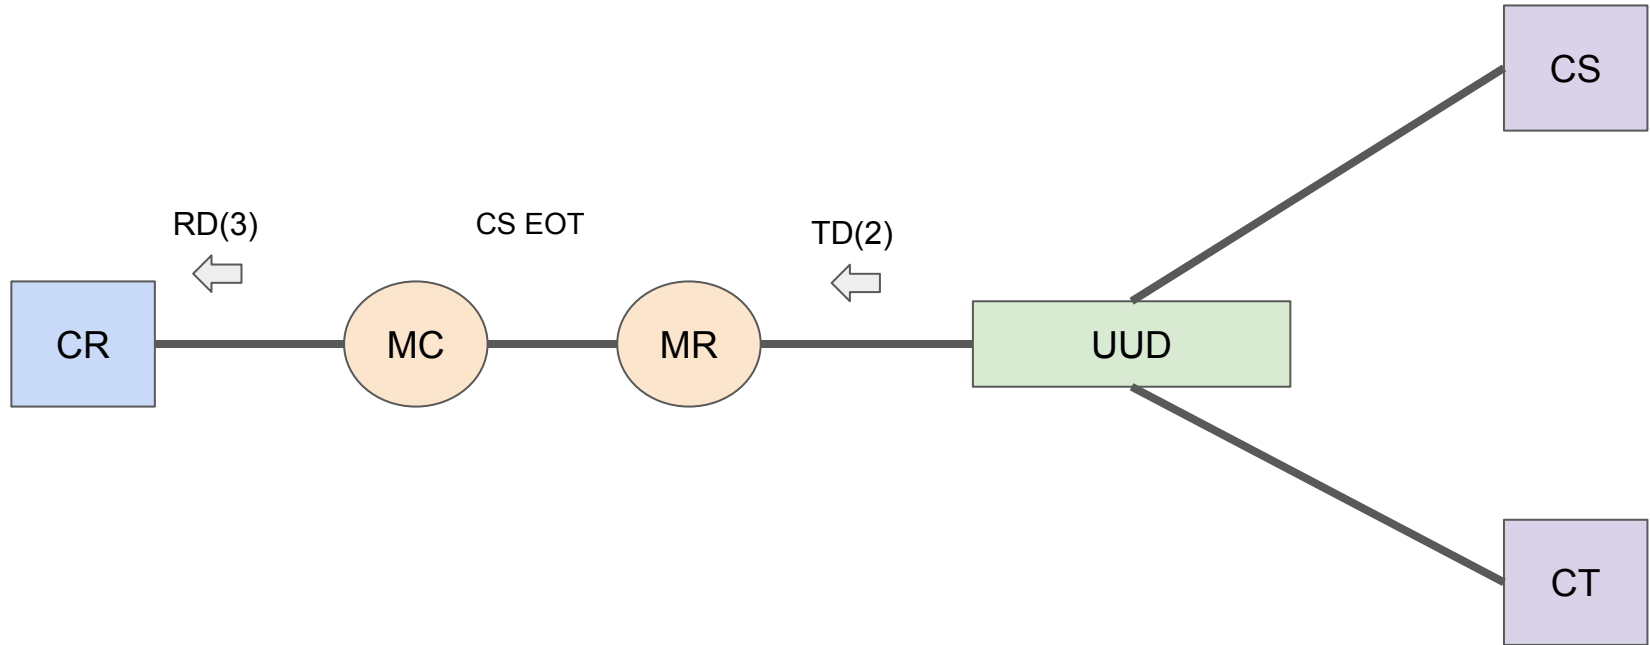 CS
RD(3)
CS EOT
TD(2)
CR
MC
MR
UUD
CT